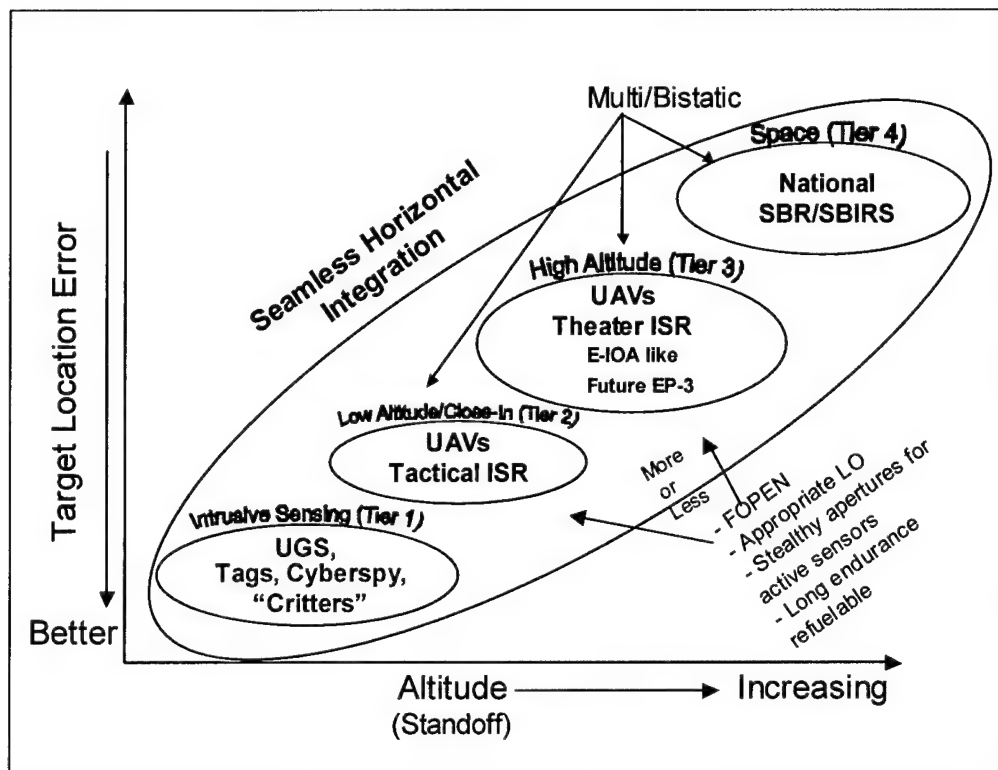 Multi/Bistatic
Space (Tier 4)
National
SBR/SBIRS
Seamless Horizontal
Integration
High Altitude (Tier 3)
UAVs
Theater ISR
E-IOA like
Future EP-3
Target Location Error
Low Altitude/Close-In (Tier 2)
UAVs
Tactical ISR
More
or
Less
- FOPEN
- Appropriate LO
- Stealthy apertures for
active sensors
- Long endurance
refuelable
Intrusive Sensing (Tier 1)
UGS,
Tags, Cyberspy,
“Critters”
Better
Altitude
(Standoff)
Increasing